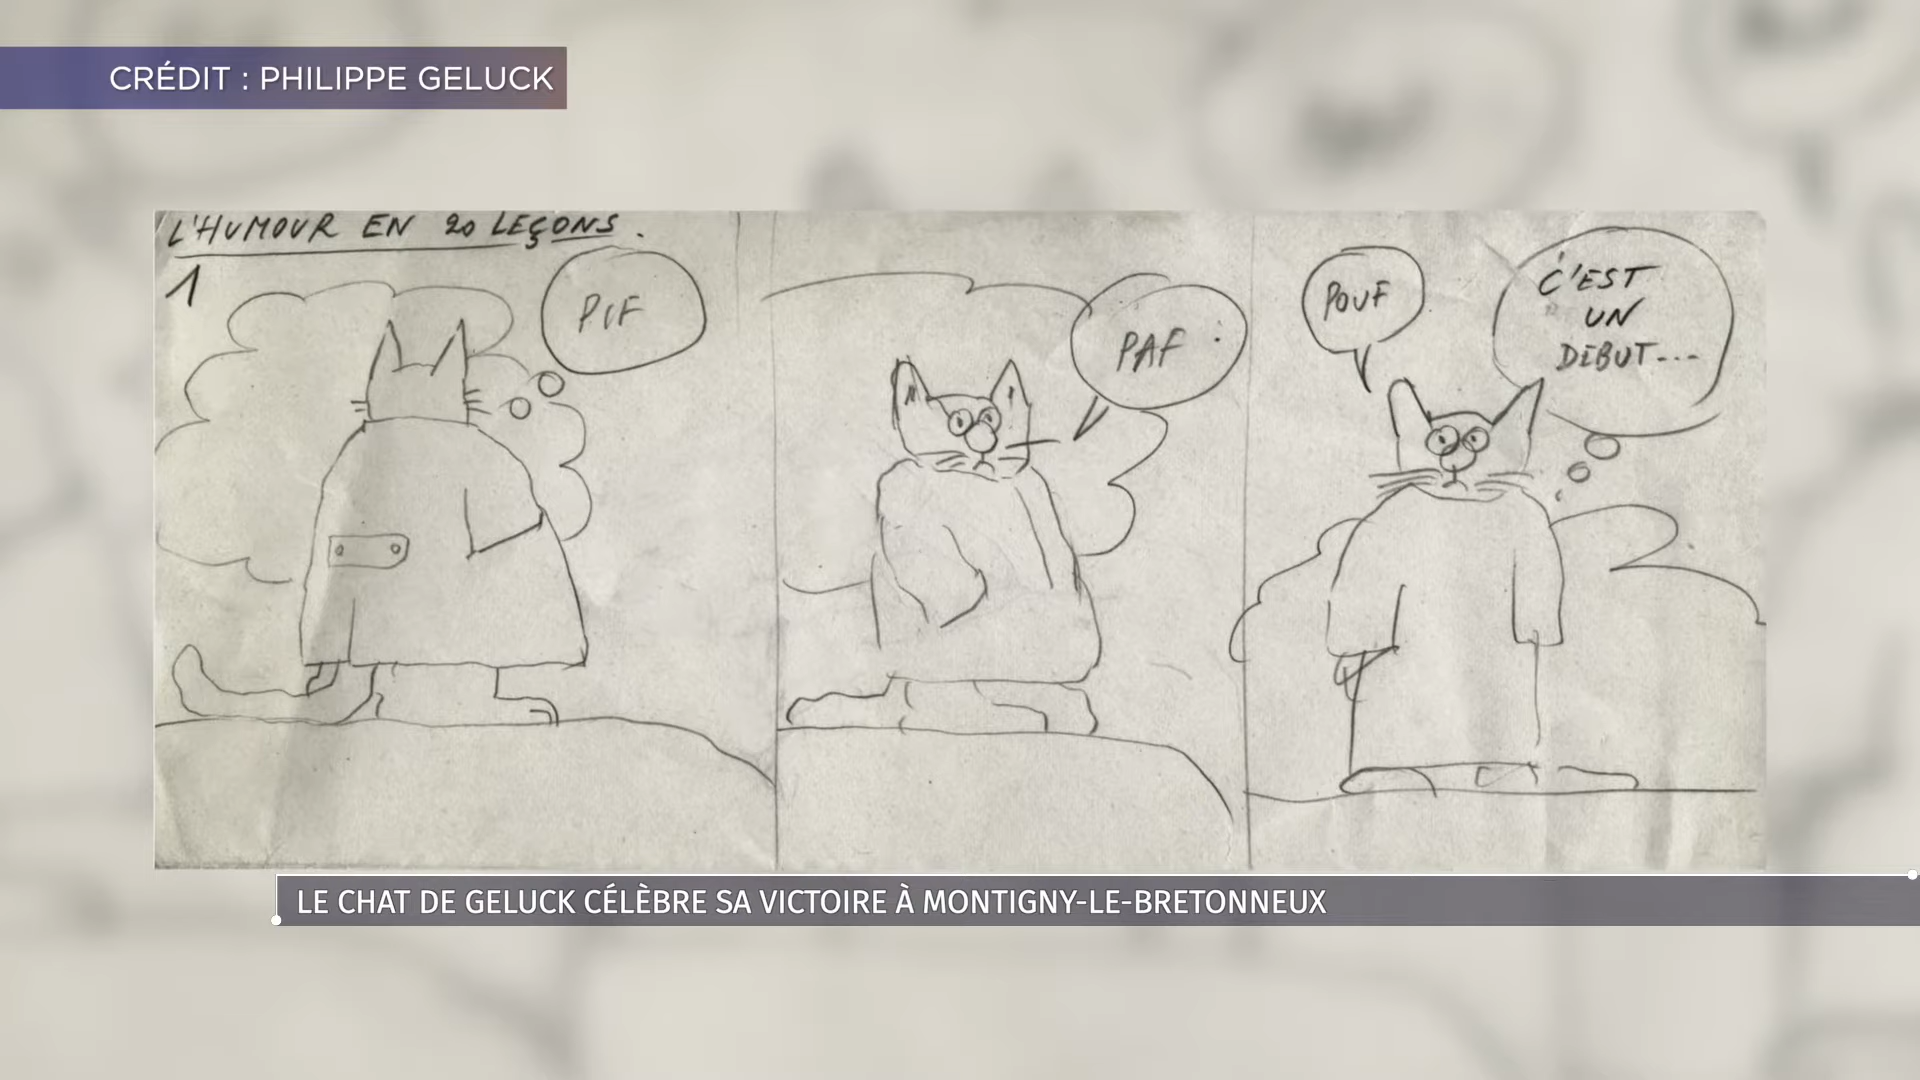 CRÉDIT : PHILIPPE GELUCK
L'HUMOUR EN 20 LEÇONS.
1
PIF
PAF
POUF
C'EST
UN
DÉBUT...
LE CHAT DE GELUCK CÉLÈBRE SA VICTOIRE À MONTIGNY-LE-BRETONNEUX